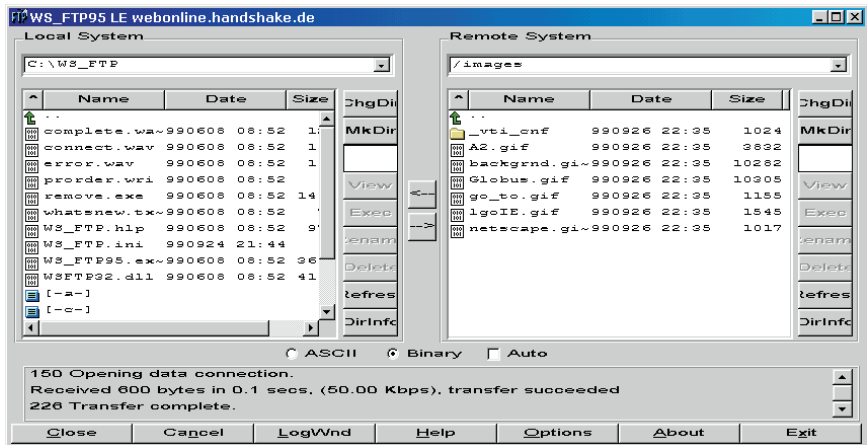 WS_FTP95 LE webonline.handshake.de
Local System
C:\WS_FTP
^ Name Date Size
..
complete.wa~ 990608 08:52
connect.wav 990608 08:52
error.wav 990608 08:52
prorder.wri 990608 08:52
remove.exe 990608 08:52 14
whatsnew.tx~ 990608 08:52
WS_FTP.hlp 990608 08:52
WS_FTP.ini 990924 21:44
WS_FTP95.ex~ 990608 08:52 36
WSFTP32.dll 990608 08:52 41
[-a-]
[-c-]
ChgDi
MkDir
View
Exec
enam
Delete
Refres
DirInfo
<--
-->
Remote System
/images
^ Name Date Size
..
_vti_cnf 990926 22:35 1024
A2.gif 990926 22:35 3832
backgrnd.gi~ 990926 22:35 10282
Globus.gif 990926 22:35 10305
go_to.gif 990926 22:35 1155
lgoIE.gif 990926 22:35 1545
netscape.gi~ 990926 22:35 1017
ChgDi
MkDir
View
Exec
enam
Delete
Refres
DirInfo
ASCII Binary Auto
150 Opening data connection.
Received 600 bytes in 0.1 secs, (50.00 Kbps), transfer succeeded
226 Transfer complete.
Close Cancel LogWnd Help Options About Exit